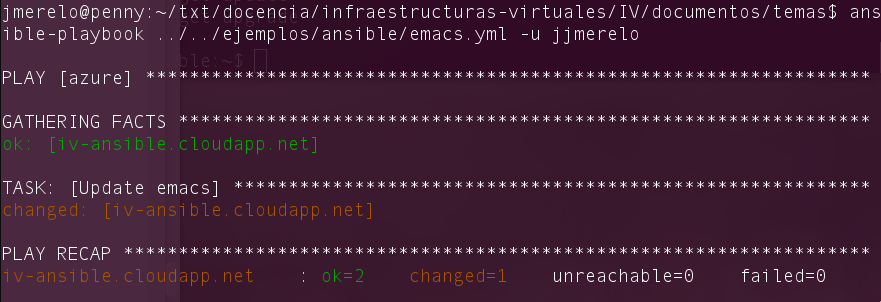 jmerelo@penny:~/txt/docencia/infraestructuras-virtuales/IV/documentos/temas$ ans
ible-playbook ../../ejemplos/ansible/emacs.yml -u jjmerelo
PLAY [azure] *******************************************************************
GATHERING FACTS ***************************************************************
ok: [iv-ansible.cloudapp.net]
TASK: [Update emacs] **********************************************************
changed: [iv-ansible.cloudapp.net]
PLAY RECAP ********************************************************************
iv-ansible.cloudapp.net : ok=2 changed=1 unreachable=0 failed=0